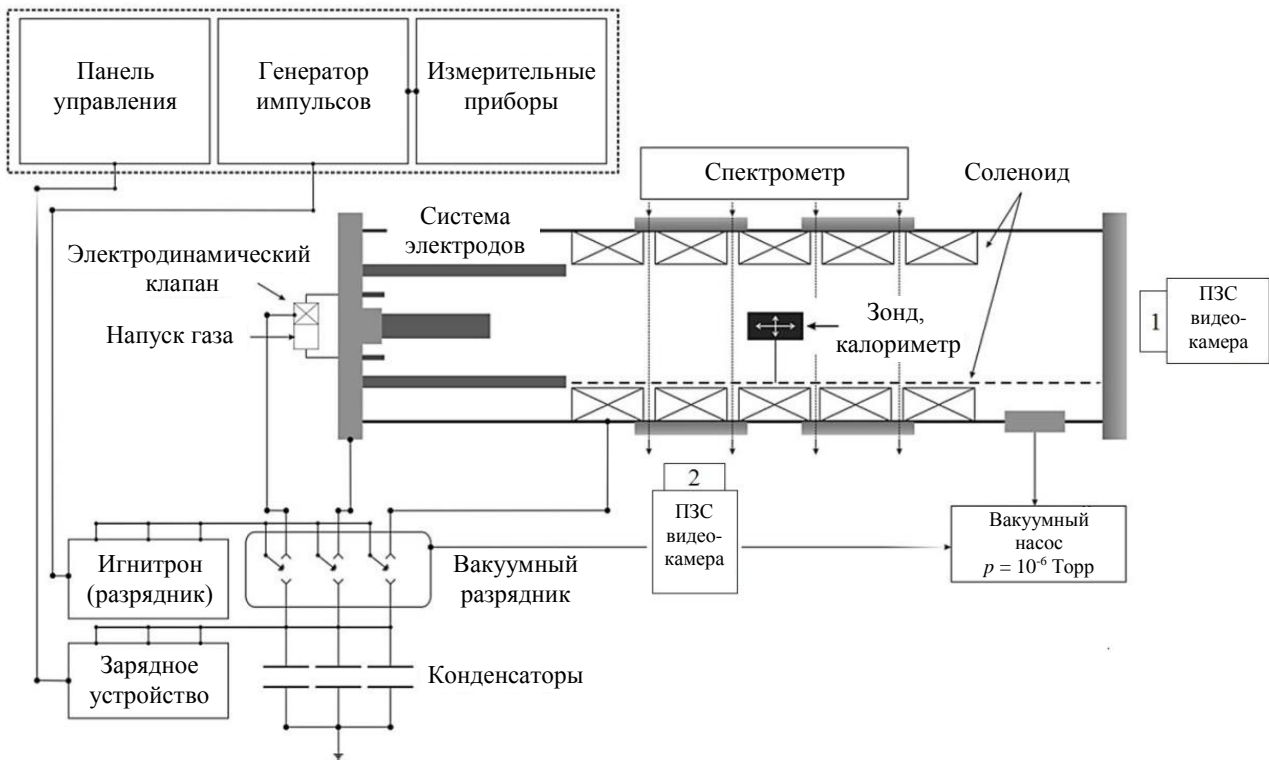 Панель
управления
Генератор
импульсов
Измерительные
приборы
Спектрометр
Соленоид
Система
электродов
Электродинамический
клапан
Напуск газа
Зонд,
калориметр
1
ПЗС
видео-
камера
2
ПЗС
видео-
камера
Вакуумный
насос
p = 10⁻⁶ Торр
Игнитрон
(разрядник)
Вакуумный
разрядник
Зарядное
устройство
Конденсаторы